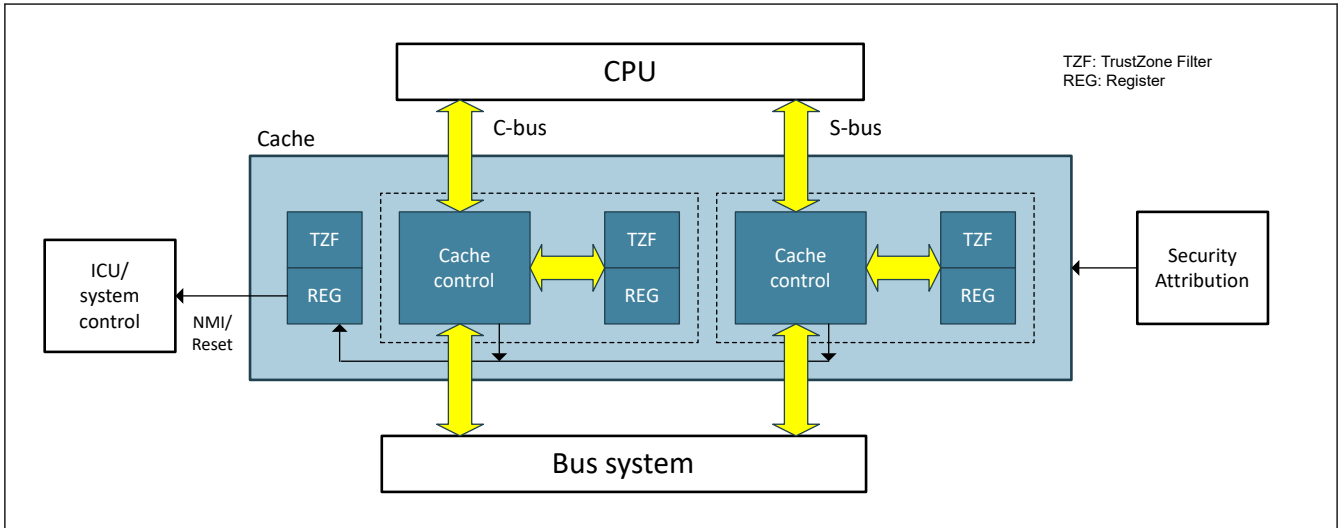 CPU
TZF: TrustZone Filter
REG: Register
C-bus
S-bus
Cache
TZF
REG
Cache
control
TZF
REG
Cache
control
TZF
REG
ICU/
system
control
NMI/
Reset
Security
Attribution
Bus system